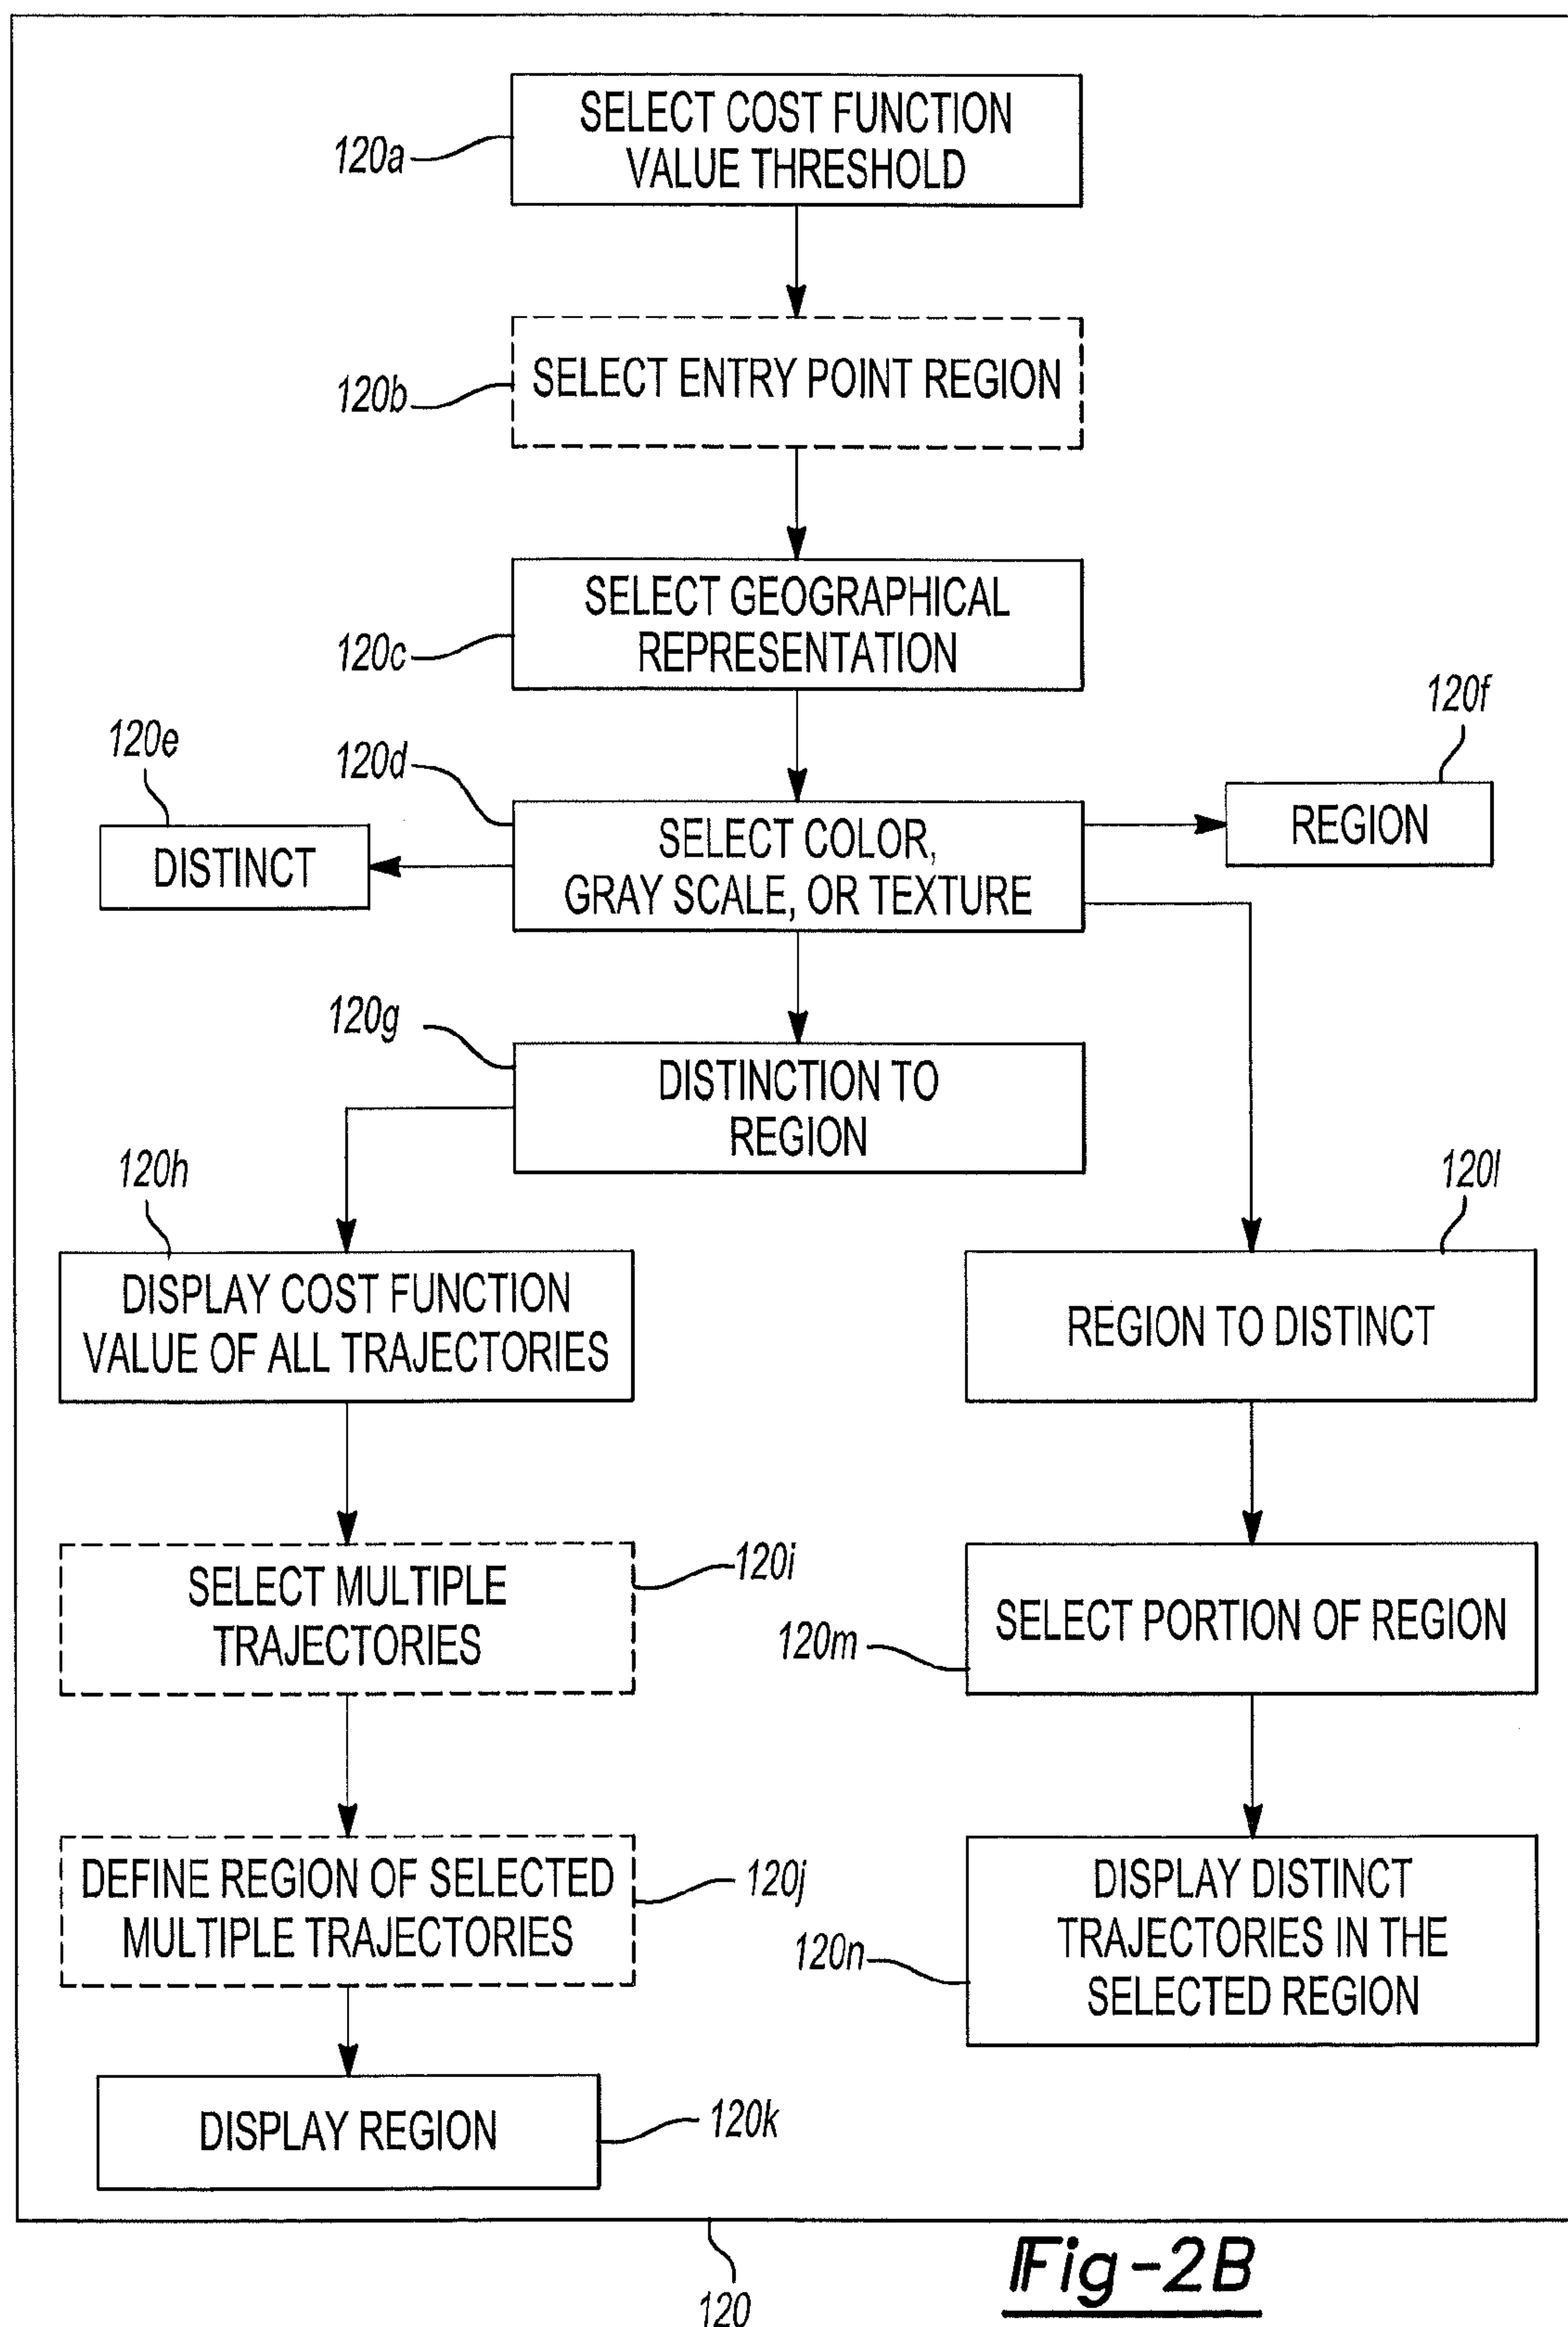 SELECT COST FUNCTION
VALUE THRESHOLD
120a
SELECT ENTRY POINT REGION
120b
SELECT GEOGRAPHICAL
REPRESENTATION
120c
120f
120e
120d
REGION
SELECT COLOR,
GRAY SCALE, OR TEXTURE
DISTINCT
120g
DISTINCTION TO
REGION
120h
120l
DISPLAY COST FUNCTION
VALUE OF ALL TRAJECTORIES
REGION TO DISTINCT
SELECT MULTIPLE
TRAJECTORIES
120i
SELECT PORTION OF REGION
120m
DEFINE REGION OF SELECTED
MULTIPLE TRAJECTORIES
120j
DISPLAY DISTINCT
TRAJECTORIES IN THE
SELECTED REGION
120n
DISPLAY REGION
120k
120
Fig-2B